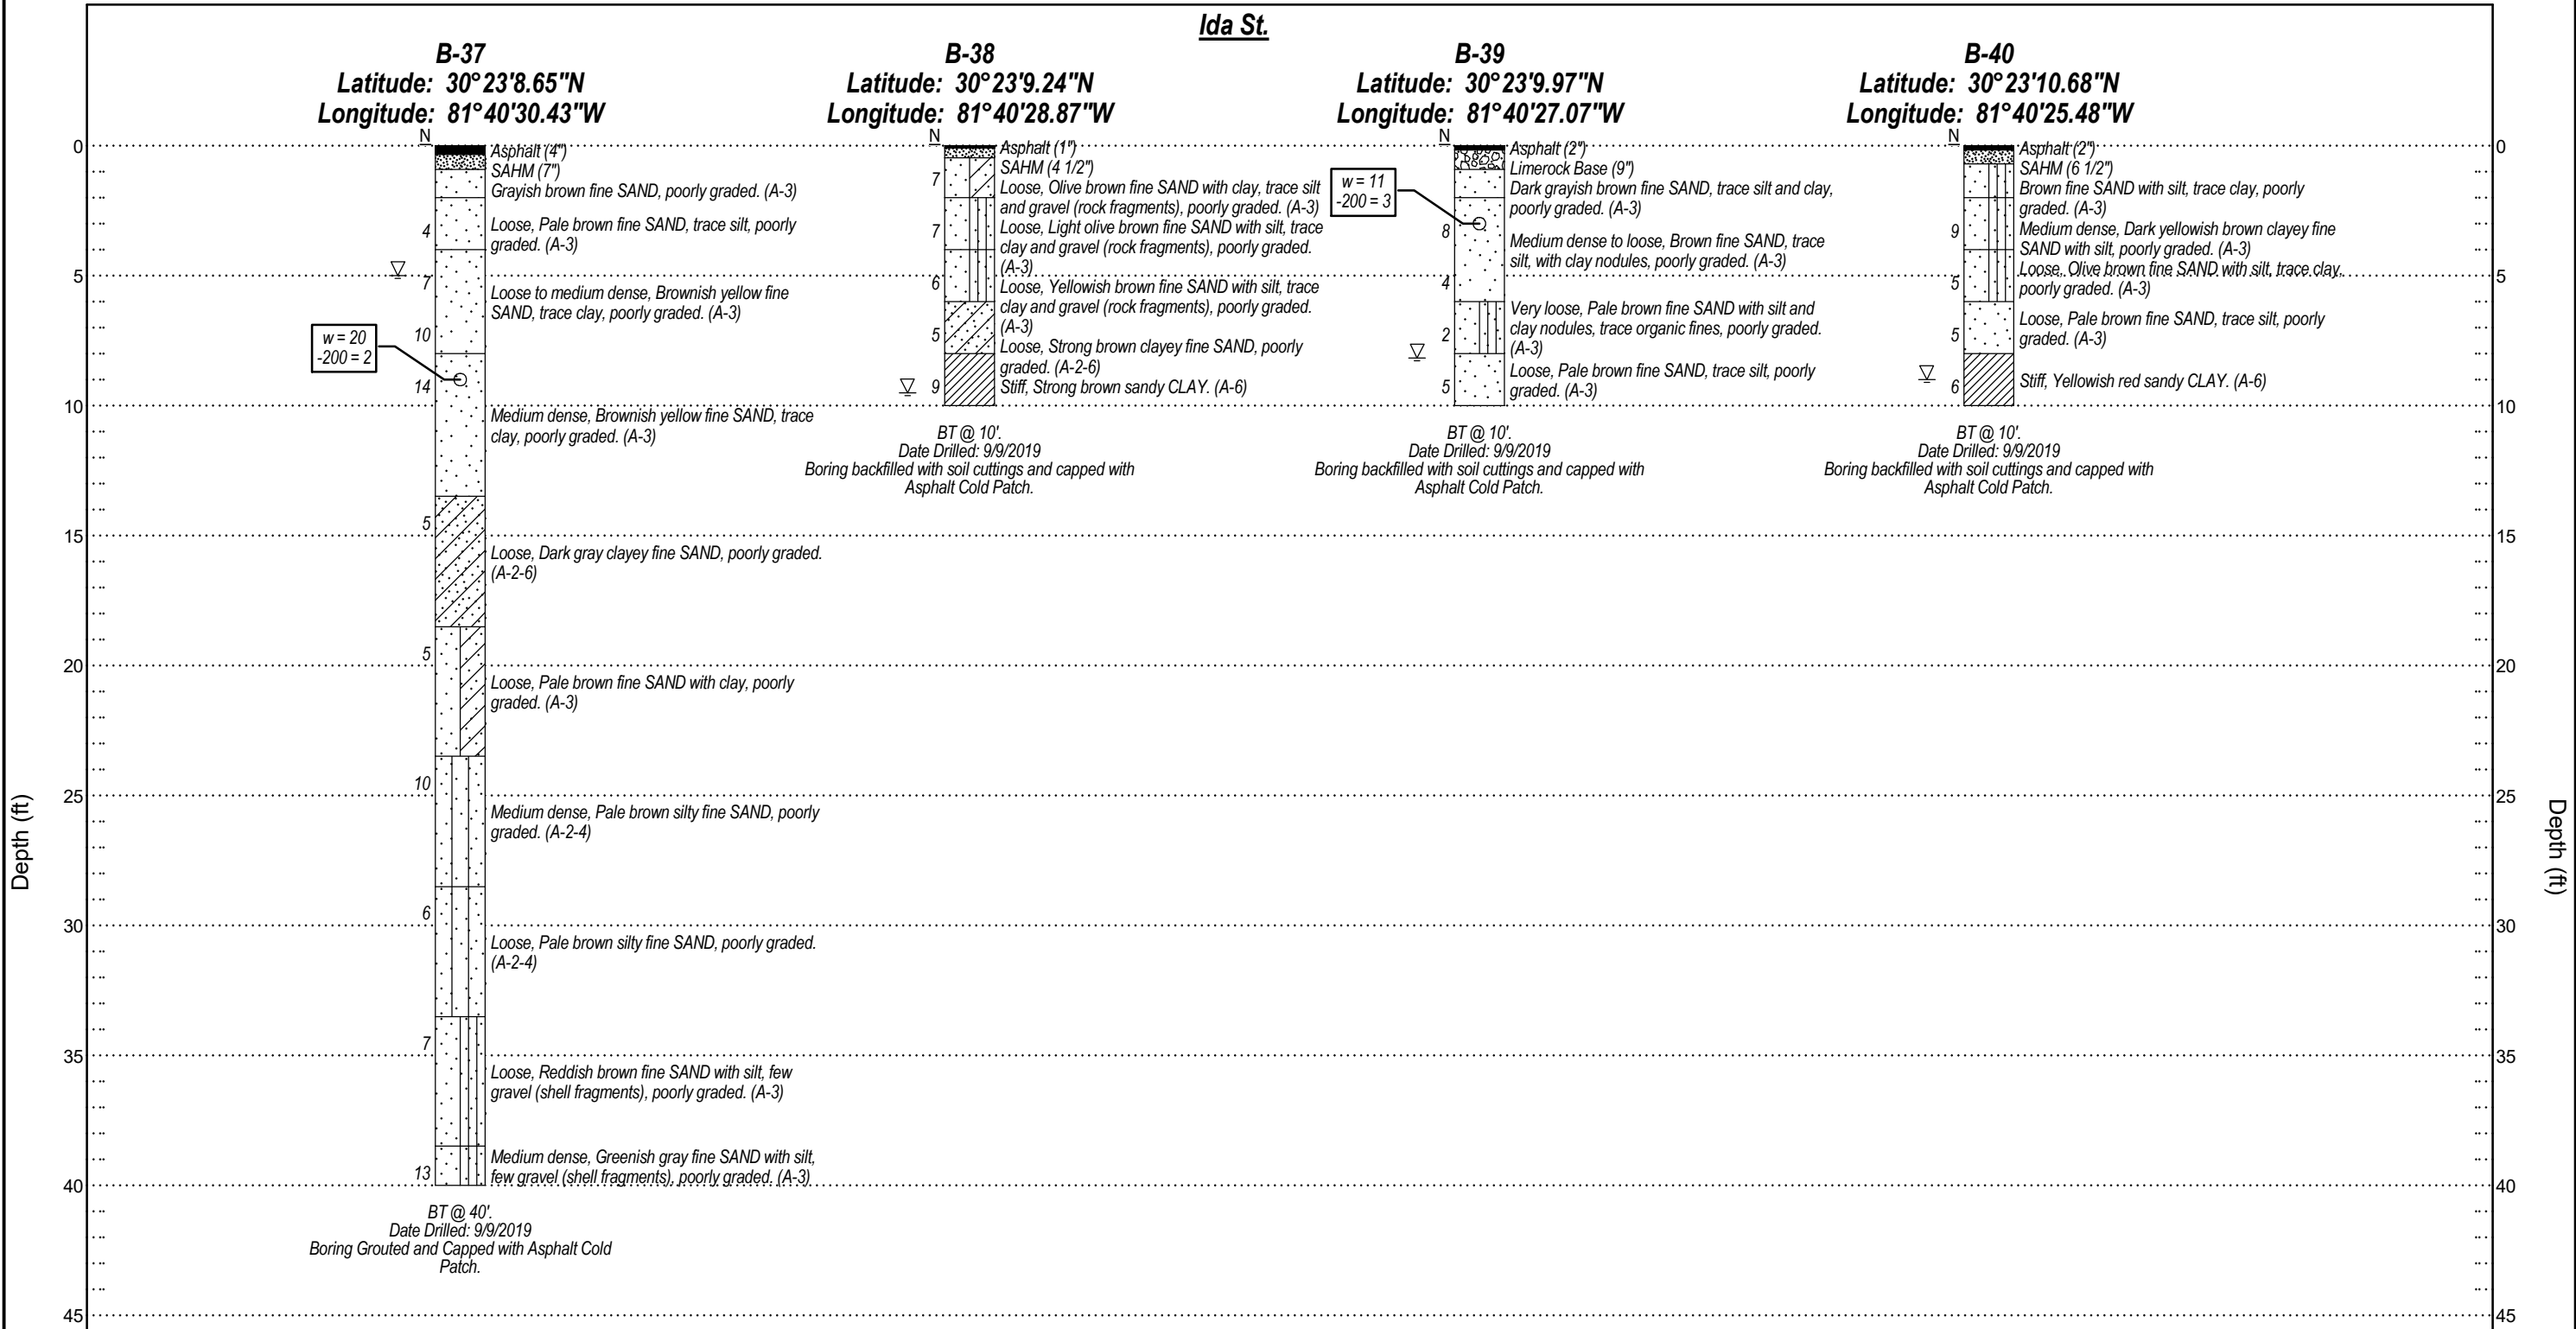 Ida St.
B-37
Latitude: 30°23'8.65"N
Longitude: 81°40'30.43"W
N
Asphalt (4")
SAHM (7")
Grayish brown fine SAND, poorly graded. (A-3)
4
Loose, Pale brown fine SAND, trace silt, poorly
graded. (A-3)
7
Loose to medium dense, Brownish yellow fine
SAND, trace clay, poorly graded. (A-3)
10
w = 20
-200 = 2
14
Medium dense, Brownish yellow fine SAND, trace
clay, poorly graded. (A-3)
5
Loose, Dark gray clayey fine SAND, poorly graded.
(A-2-6)
5
Loose, Pale brown fine SAND with clay, poorly
graded. (A-3)
10
Medium dense, Pale brown silty fine SAND, poorly
graded. (A-2-4)
6
Loose, Pale brown silty fine SAND, poorly graded.
(A-2-4)
7
Loose, Reddish brown fine SAND with silt, few
gravel (shell fragments), poorly graded. (A-3)
13
Medium dense, Greenish gray fine SAND with silt,
few gravel (shell fragments), poorly graded. (A-3)
BT @ 40'.
Date Drilled: 9/9/2019
Boring Grouted and Capped with Asphalt Cold
Patch.
B-38
Latitude: 30°23'9.24"N
Longitude: 81°40'28.87"W
N
Asphalt (1")
SAHM (4 1/2")
7
Loose, Olive brown fine SAND with clay, trace silt
and gravel (rock fragments), poorly graded. (A-3)
7
Loose, Light olive brown fine SAND with silt, trace
clay and gravel (rock fragments), poorly graded.
(A-3)
6
Loose, Yellowish brown fine SAND with silt, trace
clay and gravel (rock fragments), poorly graded.
(A-3)
5
Loose, Strong brown clayey fine SAND, poorly
graded. (A-2-6)
9
Stiff, Strong brown sandy CLAY. (A-6)
BT @ 10'.
Date Drilled: 9/9/2019
Boring backfilled with soil cuttings and capped with
Asphalt Cold Patch.
B-39
Latitude: 30°23'9.97"N
Longitude: 81°40'27.07"W
N
Asphalt (2")
Limerock Base (9")
w = 11
-200 = 3
Dark grayish brown fine SAND, trace silt and clay,
poorly graded. (A-3)
8
Medium dense to loose, Brown fine SAND, trace
silt, with clay nodules, poorly graded. (A-3)
4
Very loose, Pale brown fine SAND with silt and
clay nodules, trace organic fines, poorly graded.
(A-3)
2
Loose, Pale brown fine SAND, trace silt, poorly
graded. (A-3)
5
BT @ 10'.
Date Drilled: 9/9/2019
Boring backfilled with soil cuttings and capped with
Asphalt Cold Patch.
B-40
Latitude: 30°23'10.68"N
Longitude: 81°40'25.48"W
N
Asphalt (2")
SAHM (6 1/2")
Brown fine SAND with silt, trace clay, poorly
graded. (A-3)
9
Medium dense, Dark yellowish brown clayey fine
SAND with silt, poorly graded. (A-3)
5
Loose, Olive brown fine SAND with silt, trace clay,
poorly graded. (A-3)
5
Loose, Pale brown fine SAND, trace silt, poorly
graded. (A-3)
6
Stiff, Yellowish red sandy CLAY. (A-6)
BT @ 10'.
Date Drilled: 9/9/2019
Boring backfilled with soil cuttings and capped with
Asphalt Cold Patch.
Depth (ft)
0
5
10
15
20
25
30
35
40
45
0
5
10
15
20
25
30
35
40
45
Depth (ft)